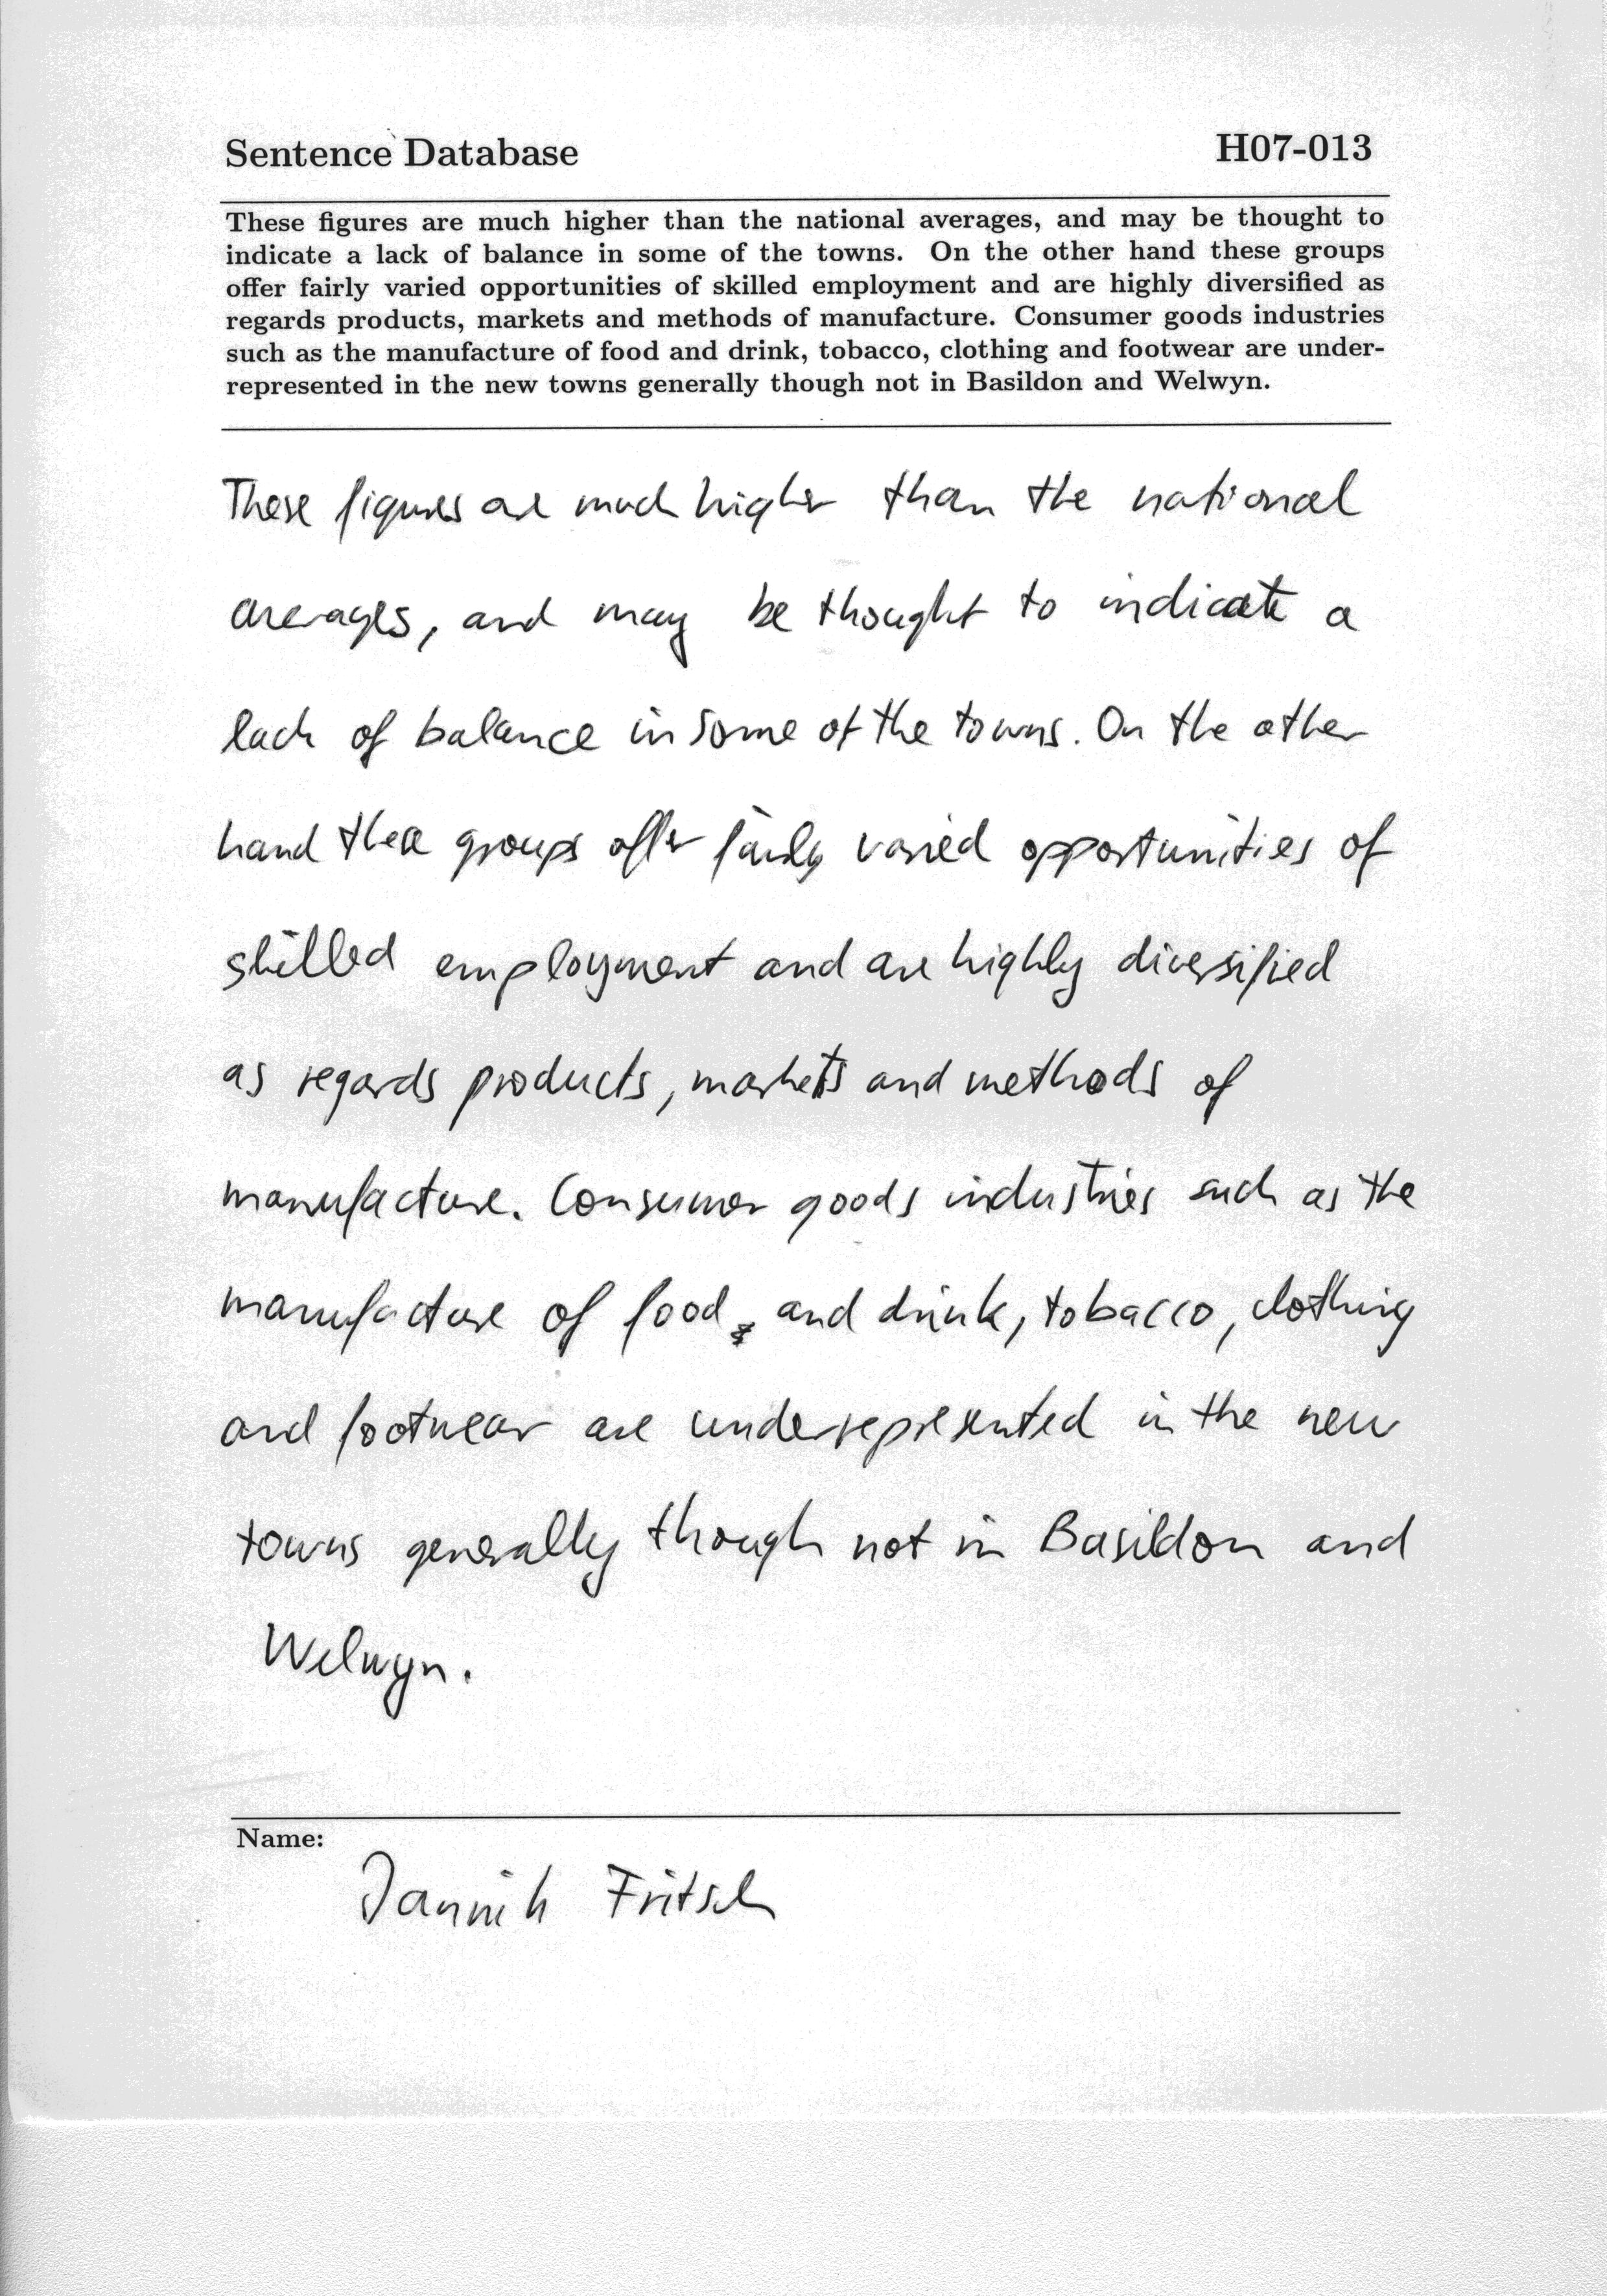 Sentence Database H07-013
These figures are much higher than the national averages, and may be thought to
indicate a lack of balance in some of the towns. On the other hand these groups
offer fairly varied opportunities of skilled employment and are highly diversified as
regards products, markets and methods of manufacture. Consumer goods industries
such as the manufacture of food and drink, tobacco, clothing and footwear are under-
represented in the new towns generally though not in Basildon and Welwyn.
These figures are much higher than the national
averages, and may be thought to indicate a
lack of balance in some of the towns. On the other
hand these groups offer fairly varied opportunities of
skilled employment and are highly diversified
as regards products, markets and methods of
manufacture. Consumer goods industries such as the
manufacture of food and drink, tobacco, clothing
and footwear are underrepresented in the new
towns generally though not in Basildon and
Welwyn.
Name:
Jannik Fritsch